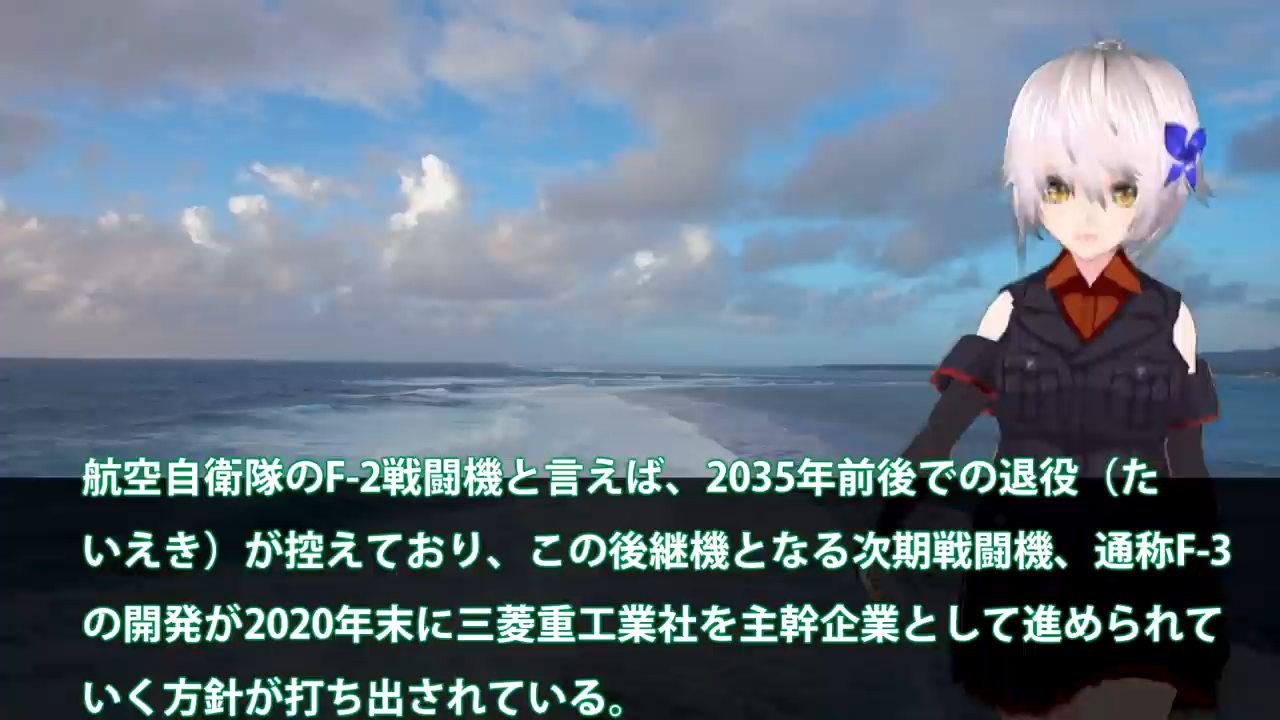 航空自衛隊のF-2戦闘機と言えば、2035年前後での退役（た
いえき）が控えており、この後継機となる次期戦闘機、通称F-3
の開発が2020年末に三菱重工業社を主幹企業として進められて
いく方針が打ち出されている。